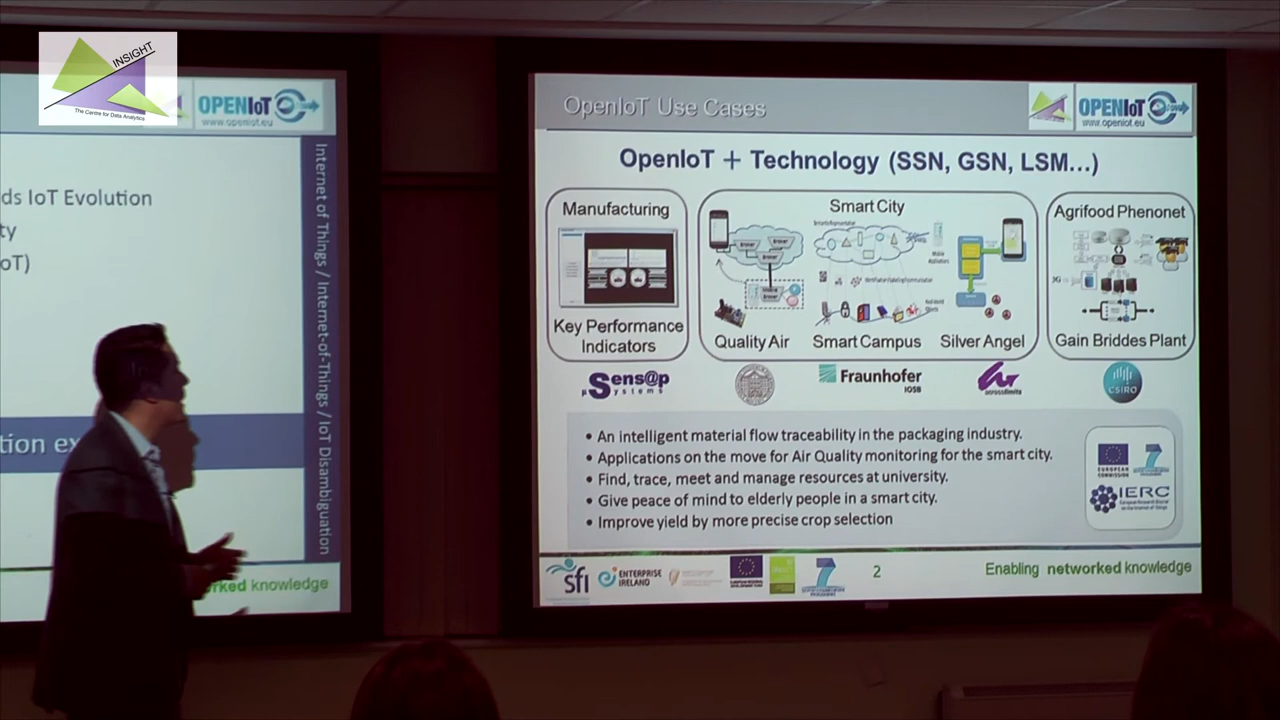 INSIGHT
The Centre for Data Analytics
OPENIoT
www.openiot.eu
ds IoT Evolution
ty
oT)
tion ex
Internet of Things / Internet-of-Things / IoT Disambiguation
rked knowledge
OpenIoT Use Cases
OPENIoT
www.openiot.eu
OpenIoT + Technology (SSN, GSN, LSM...)
Manufacturing
Key Performance
Indicators
Smart City
Quality Air
Smart Campus
Silver Angel
Agrifood Phenonet
3G
Gain Briddes Plant
µSens@p
Systems
Fraunhofer
IOSB
acrosslimits
CSIRO
• An intelligent material flow traceability in the packaging industry.
• Applications on the move for Air Quality monitoring for the smart city.
• Find, trace, meet and manage resources at university.
• Give peace of mind to elderly people in a smart city.
• Improve yield by more precise crop selection
EUROPEAN
COMMISSION
IERC
sfi
ENTERPRISE
IRELAND
2
Enabling networked knowledge